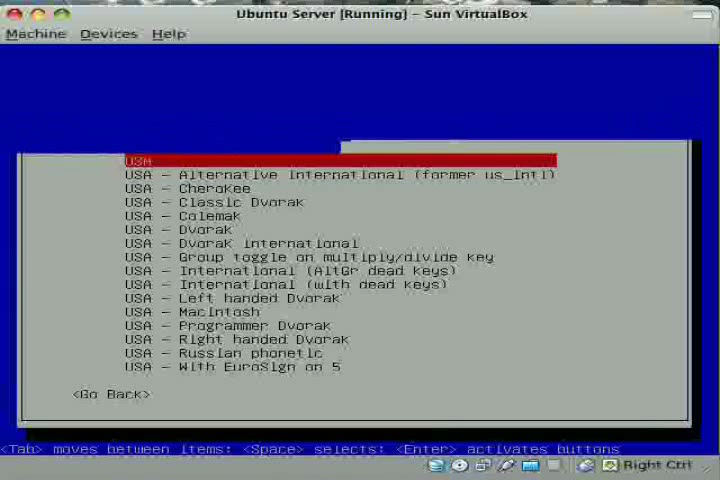 Ubuntu Server [Running] - Sun VirtualBox
Machine Devices Help
USA
USA - Alternative international (former us_intl)
USA - Cherokee
USA - Classic Dvorak
USA - Colemak
USA - Dvorak
USA - Dvorak international
USA - Group toggle on multiply/divide key
USA - International (AltGr dead keys)
USA - International (with dead keys)
USA - Left handed Dvorak
USA - Macintosh
USA - Programmer Dvorak
USA - Right handed Dvorak
USA - Russian phonetic
USA - With EuroSign on 5
<Go Back>
<Tab> moves between items; <Space> selects; <Enter> activates buttons
Right Ctrl